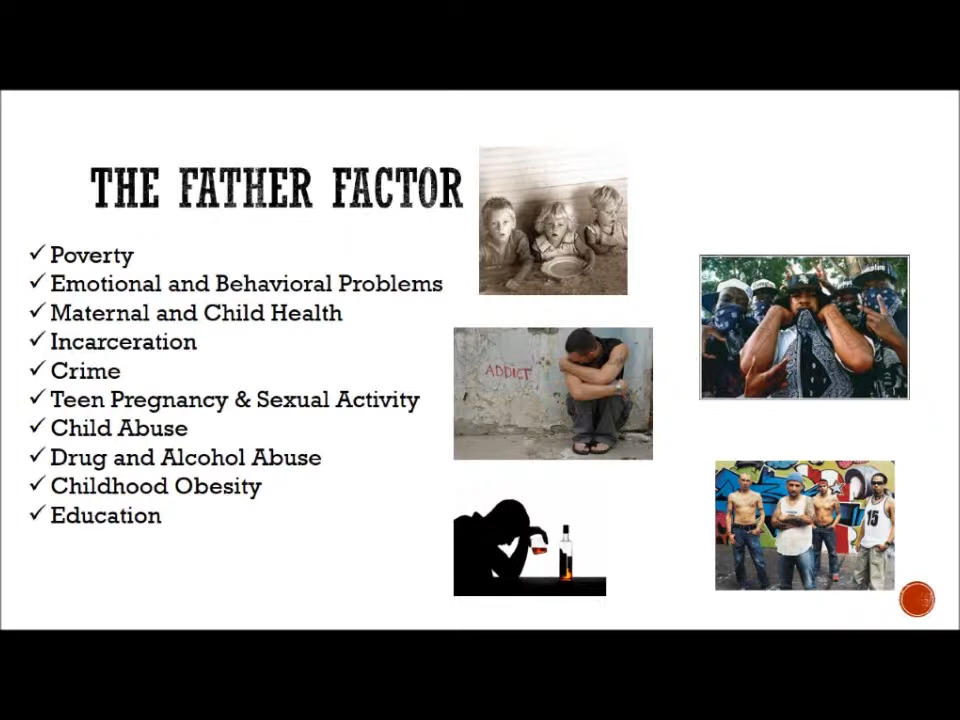 THE FATHER FACTOR
✓ Poverty
✓ Emotional and Behavioral Problems
✓ Maternal and Child Health
✓ Incarceration
✓ Crime
✓ Teen Pregnancy & Sexual Activity
✓ Child Abuse
✓ Drug and Alcohol Abuse
✓ Childhood Obesity
✓ Education
ADDICT
15